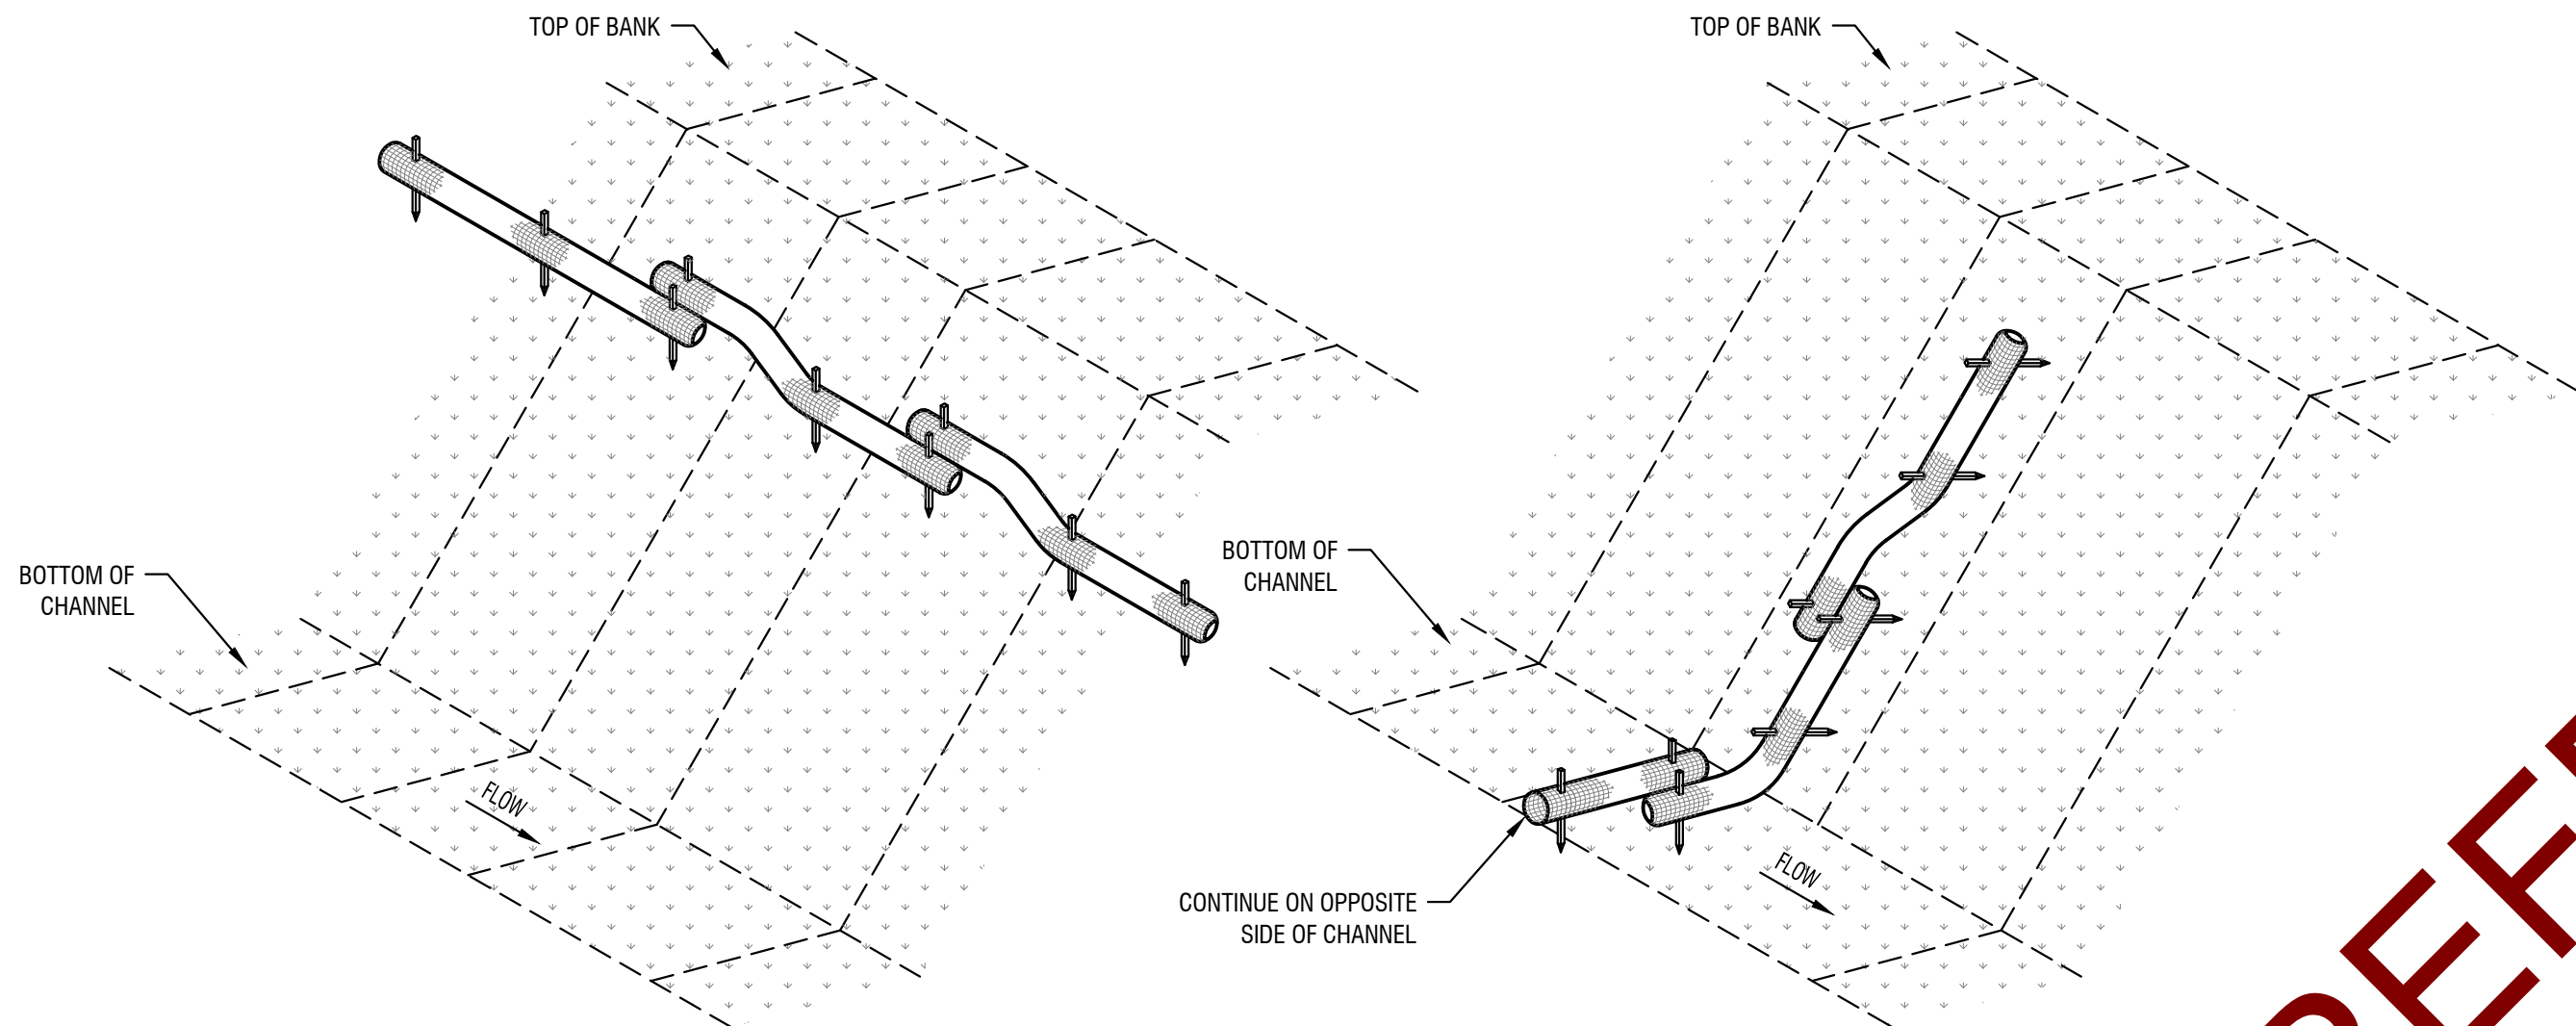 TOP OF BANK
BOTTOM OF
CHANNEL
FLOW
TOP OF BANK
BOTTOM OF
CHANNEL
CONTINUE ON OPPOSITE
SIDE OF CHANNEL
FLOW